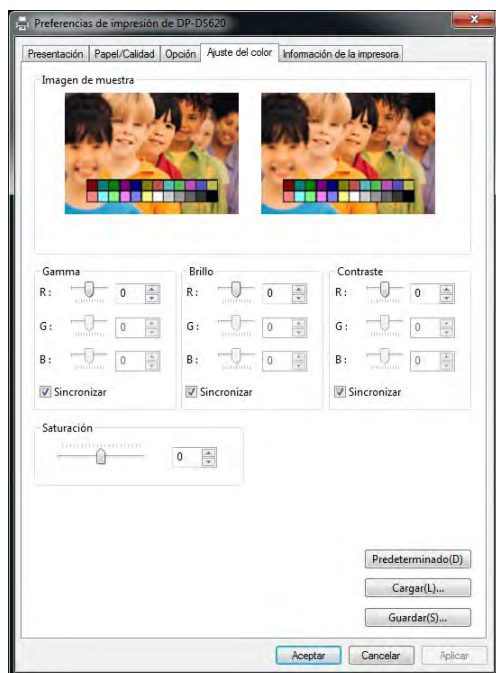 Preferencias de impresión de DP-DS620
Presentación Papel/Calidad Opción Ajuste del color Información de la impresora
Imagen de muestra
Gamma Brillo Contraste
R: 0 R: 0 R: 0
G: 0 G: 0 G: 0
B: 0 B: 0 B: 0
Sincronizar Sincronizar Sincronizar
Saturación
0
Predeterminado(D)
Cargar(L)...
Guardar(S)...
Aceptar Cancelar Aplicar